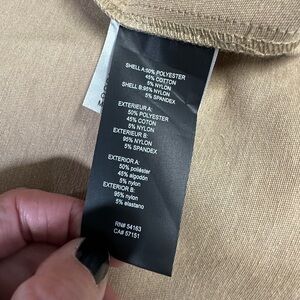 SHELL A:50% POLYESTER
45% COTTON
5% NYLON
SHELL B:95% NYLON
5% SPANDEX
EXTERIEUR A:
50% POLYESTER
45% COTON
5% NYLON
EXTERIEUR B:
95% NYLON
5% SPANDEX
EXTERIOR A:
50% poliéster
45% algodón
5% nylon
EXTERIOR B:
95% nylon
5% elastano
RN# 54163
CA# 57151